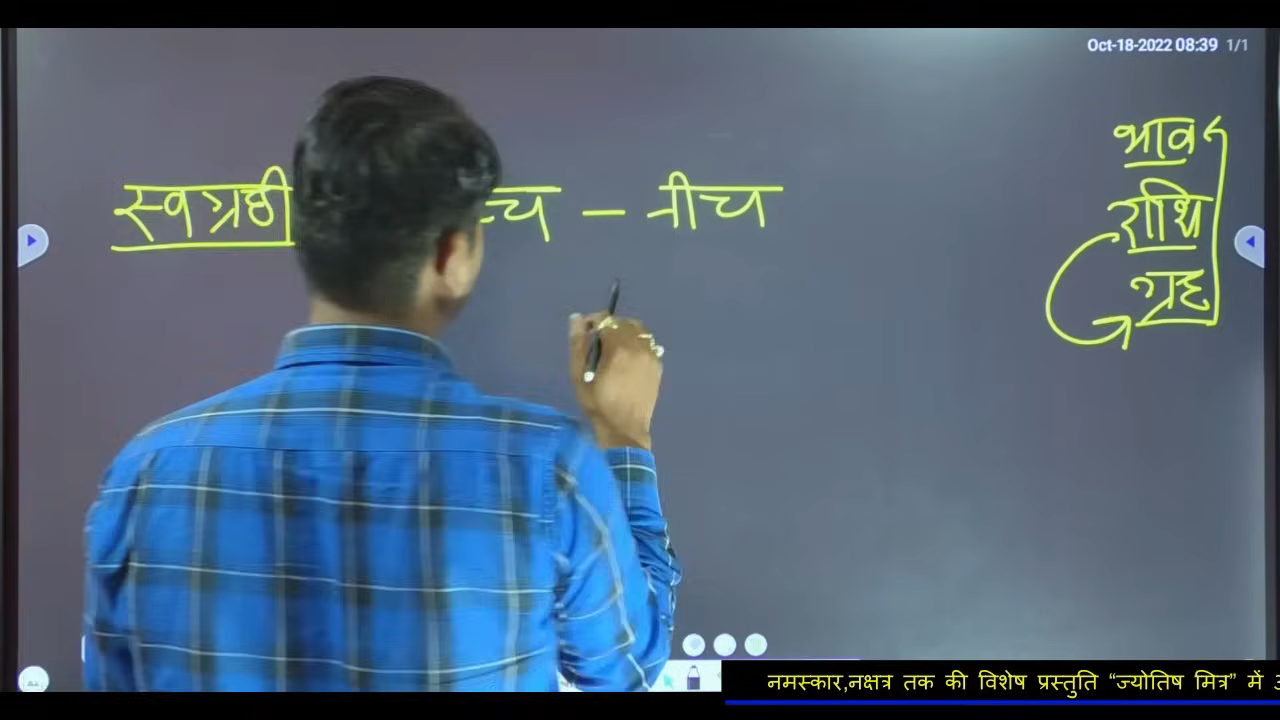 Oct-18-2022 08:39 1/1
भाव
राशि
ग्रह
स्वग्रही – नीच
नमस्कार,नक्षत्र तक की विशेष प्रस्तुति “ज्योतिष मित्र” में